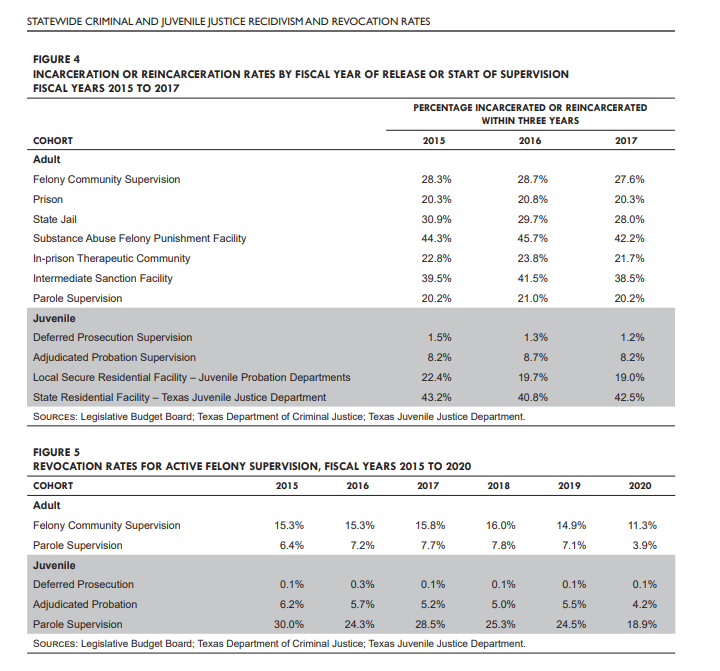 STATEWIDE CRIMINAL AND JUVENILE JUSTICE RECIDIVISM AND REVOCATION RATES
FIGURE 4
INCARCERATION OR REINCARCERATION RATES BY FISCAL YEAR OF RELEASE OR START OF SUPERVISION
FISCAL YEARS 2015 TO 2017
PERCENTAGE INCARCERATED OR REINCARCERATED
WITHIN THREE YEARS
COHORT 2015 2016 2017
Adult
Felony Community Supervision 28.3% 28.7% 27.6%
Prison 20.3% 20.8% 20.3%
State Jail 30.9% 29.7% 28.0%
Substance Abuse Felony Punishment Facility 44.3% 45.7% 42.2%
In-prison Therapeutic Community 22.8% 23.8% 21.7%
Intermediate Sanction Facility 39.5% 41.5% 38.5%
Parole Supervision 20.2% 21.0% 20.2%
Juvenile
Deferred Prosecution Supervision 1.5% 1.3% 1.2%
Adjudicated Probation Supervision 8.2% 8.7% 8.2%
Local Secure Residential Facility – Juvenile Probation Departments 22.4% 19.7% 19.0%
State Residential Facility – Texas Juvenile Justice Department 43.2% 40.8% 42.5%
SOURCES: Legislative Budget Board; Texas Department of Criminal Justice; Texas Juvenile Justice Department.
FIGURE 5
REVOCATION RATES FOR ACTIVE FELONY SUPERVISION, FISCAL YEARS 2015 TO 2020
COHORT 2015 2016 2017 2018 2019 2020
Adult
Felony Community Supervision 15.3% 15.3% 15.8% 16.0% 14.9% 11.3%
Parole Supervision 6.4% 7.2% 7.7% 7.8% 7.1% 3.9%
Juvenile
Deferred Prosecution 0.1% 0.3% 0.1% 0.1% 0.1% 0.1%
Adjudicated Probation 6.2% 5.7% 5.2% 5.0% 5.5% 4.2%
Parole Supervision 30.0% 24.3% 28.5% 25.3% 24.5% 18.9%
SOURCES: Legislative Budget Board; Texas Department of Criminal Justice; Texas Juvenile Justice Department.